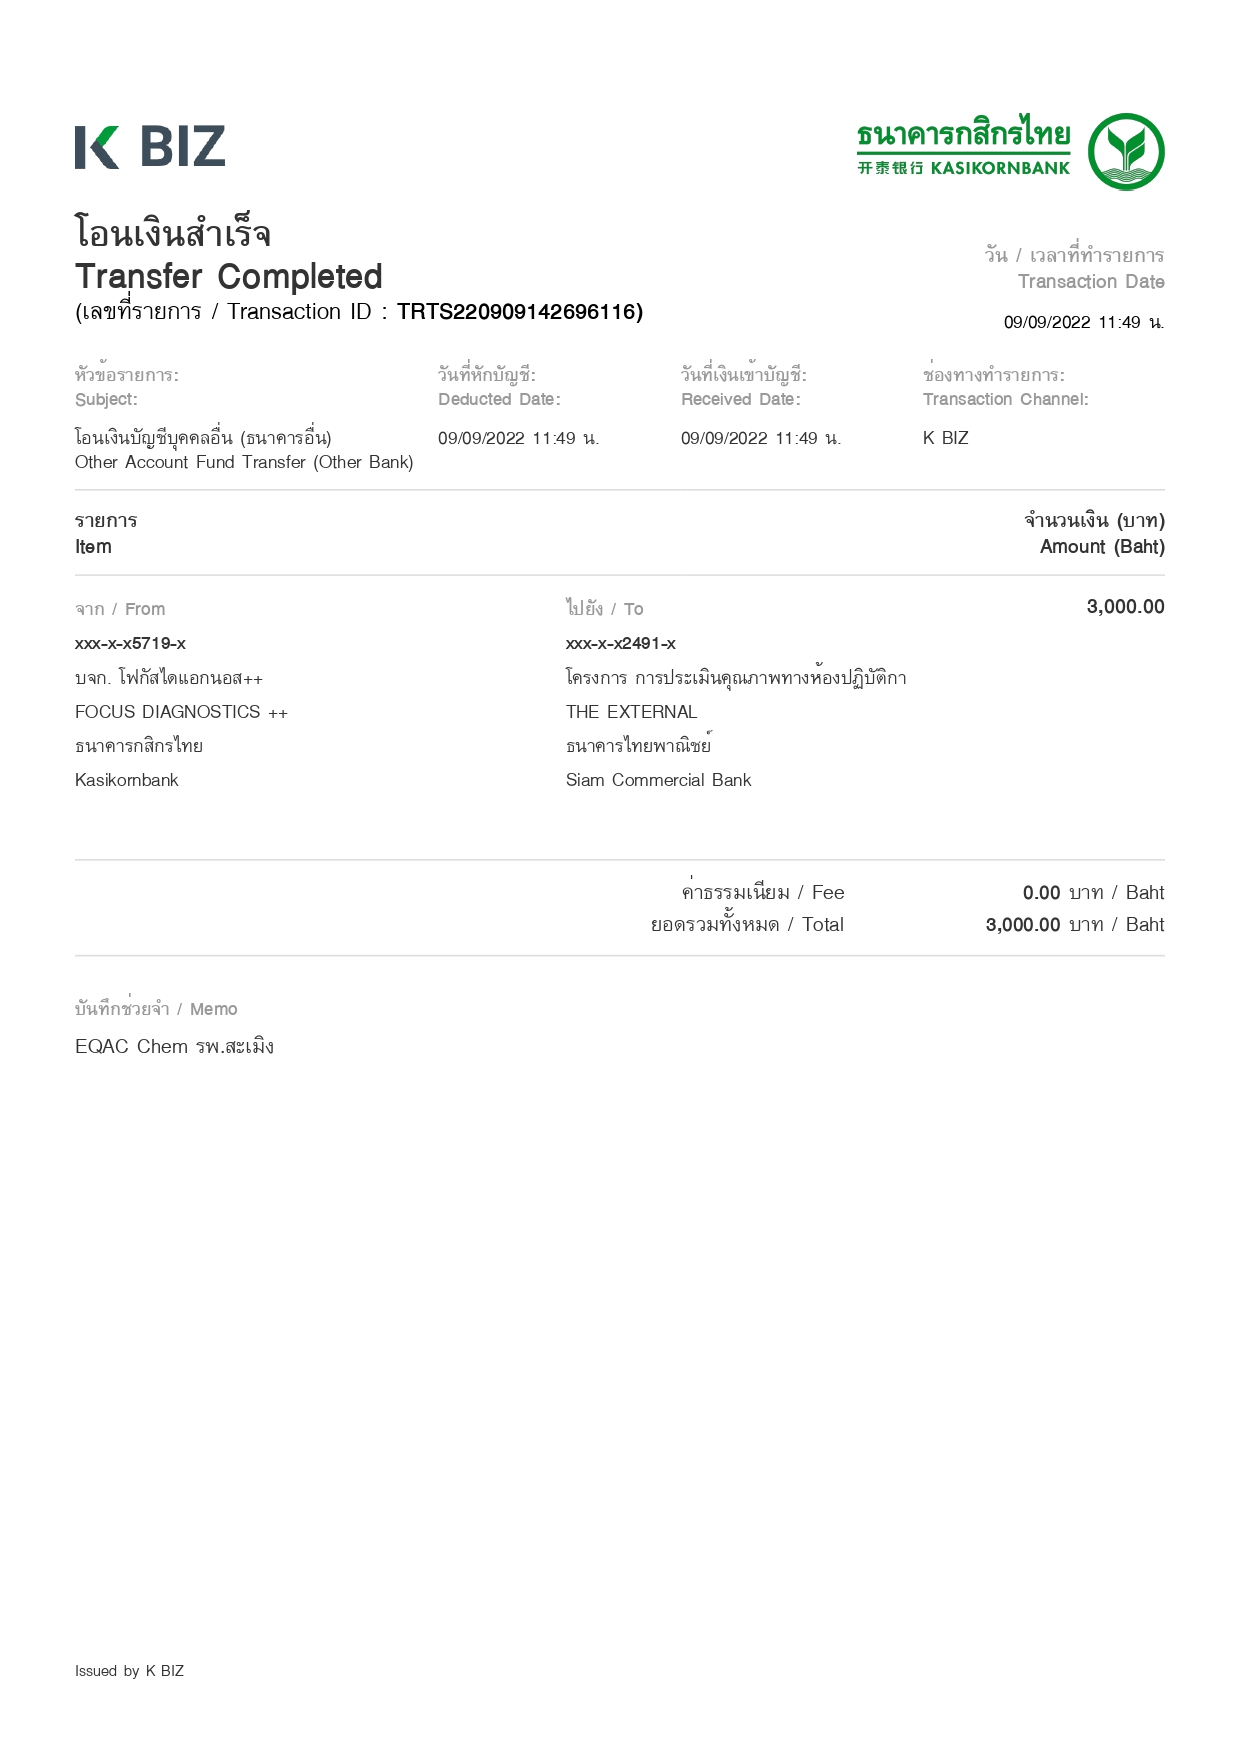 K BIZ
ธนาคารกสิกรไทย
开泰银行 KASIKORNBANK
โอนเงินสำเร็จ
Transfer Completed
(เลขที่รายการ / Transaction ID : TRTS220909142696116)
วัน / เวลาที่ทำรายการ
Transaction Date
09/09/2022 11:49 น.
หัวข้อรายการ: วันที่หักบัญชี: วันที่เงินเข้าบัญชี: ช่องทางทำรายการ:
Subject: Deducted Date: Received Date: Transaction Channel:
โอนเงินบัญชีบุคคลอื่น (ธนาคารอื่น) 09/09/2022 11:49 น. 09/09/2022 11:49 น. K BIZ
Other Account Fund Transfer (Other Bank)
รายการ จำนวนเงิน (บาท)
Item Amount (Baht)
จาก / From ไปยัง / To 3,000.00
xxx-x-x5719-x xxx-x-x2491-x
บจก. โฟกัสไดแอกนอส++ โครงการ การประเมินคุณภาพทางห้องปฏิบัติกา
FOCUS DIAGNOSTICS ++ THE EXTERNAL
ธนาคารกสิกรไทย ธนาคารไทยพาณิชย์
Kasikornbank Siam Commercial Bank
ค่าธรรมเนียม / Fee 0.00 บาท / Baht
ยอดรวมทั้งหมด / Total 3,000.00 บาท / Baht
บันทึกช่วยจำ / Memo
EQAC Chem รพ.สะเมิง
Issued by K BIZ